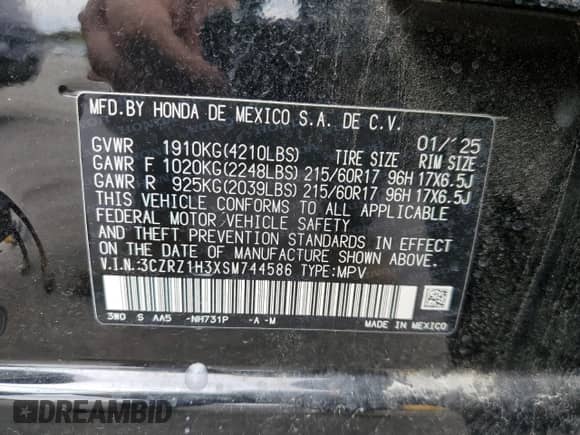 MFD.BY HONDA DE MEXICO S.A. DE C.V.
01/'25
GVWR 1910KG(4210LBS) TIRE SIZE RIM SIZE
GAWR F 1020KG(2248LBS) 215/60R17 96H 17X6.5J
GAWR R 925KG(2039LBS) 215/60R17 96H 17X6.5J
THIS VEHICLE CONFORMS TO ALL APPLICABLE
FEDERAL MOTOR VEHICLE SAFETY
AND THEFT PREVENTION STANDARDS IN EFFECT
ON THE DATE OF MANUFACTURE SHOWN ABOVE.
V.I.N.:3CZRZ1H3XSM744586 TYPE:MPV
3W0 S AA5 -NH731P -A -M MADE IN MEXICO
DREAMBID